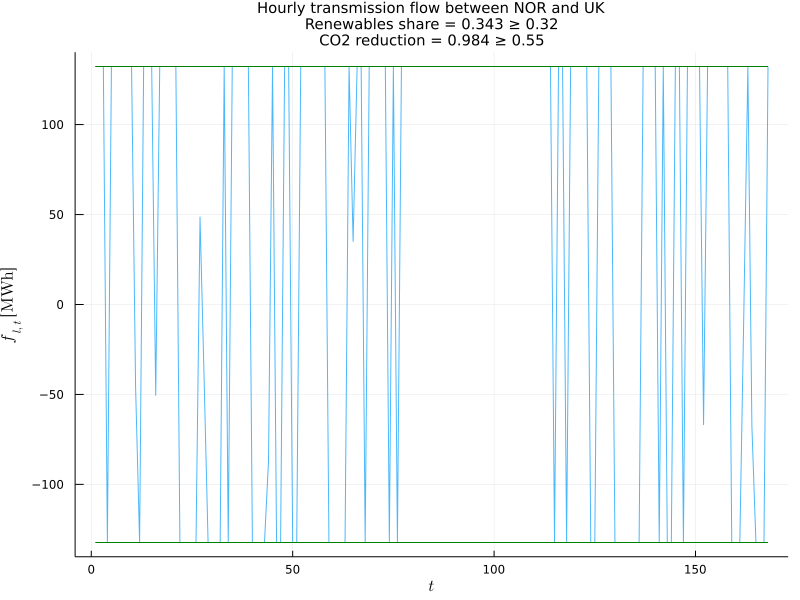 Hourly transmission flow between NOR and UK
Renewables share = 0.343 ≥ 0.32
CO2 reduction = 0.984 ≥ 0.55
100
50
0
−50
−100
f_{l,t} [MWh]
0
50
100
150
t